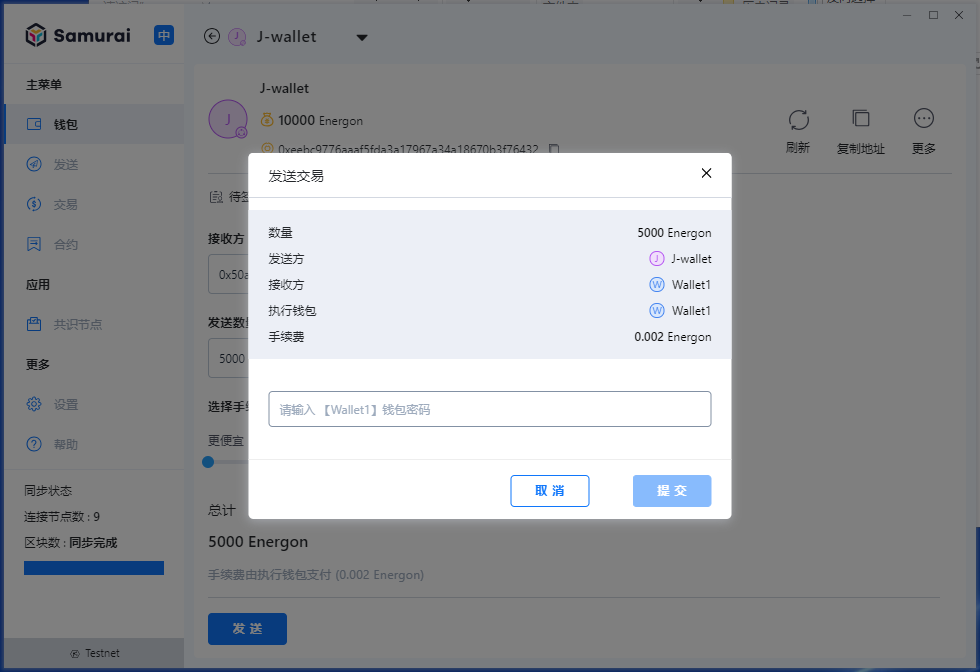 Samurai
中
J-wallet
主菜单
钱包
发送
交易
合约
应用
共识节点
更多
设置
帮助
同步状态
连接节点数 : 9
区块数 : 同步完成
Testnet
J
J-wallet
10000 Energon
0xeebc9776aaaf5fda3a17967a34a18670b3f76432
刷新
复制地址
更多
接收方
0x50a
发送数
5000
选择手
更便宜
总计
5000 Energon
手续费由执行钱包支付 (0.002 Energon)
发 送
发送交易
数量
5000 Energon
发送方
J
J-wallet
接收方
W
Wallet1
执行钱包
W
Wallet1
手续费
0.002 Energon
请输入 【Wallet1】钱包密码
取 消
提 交